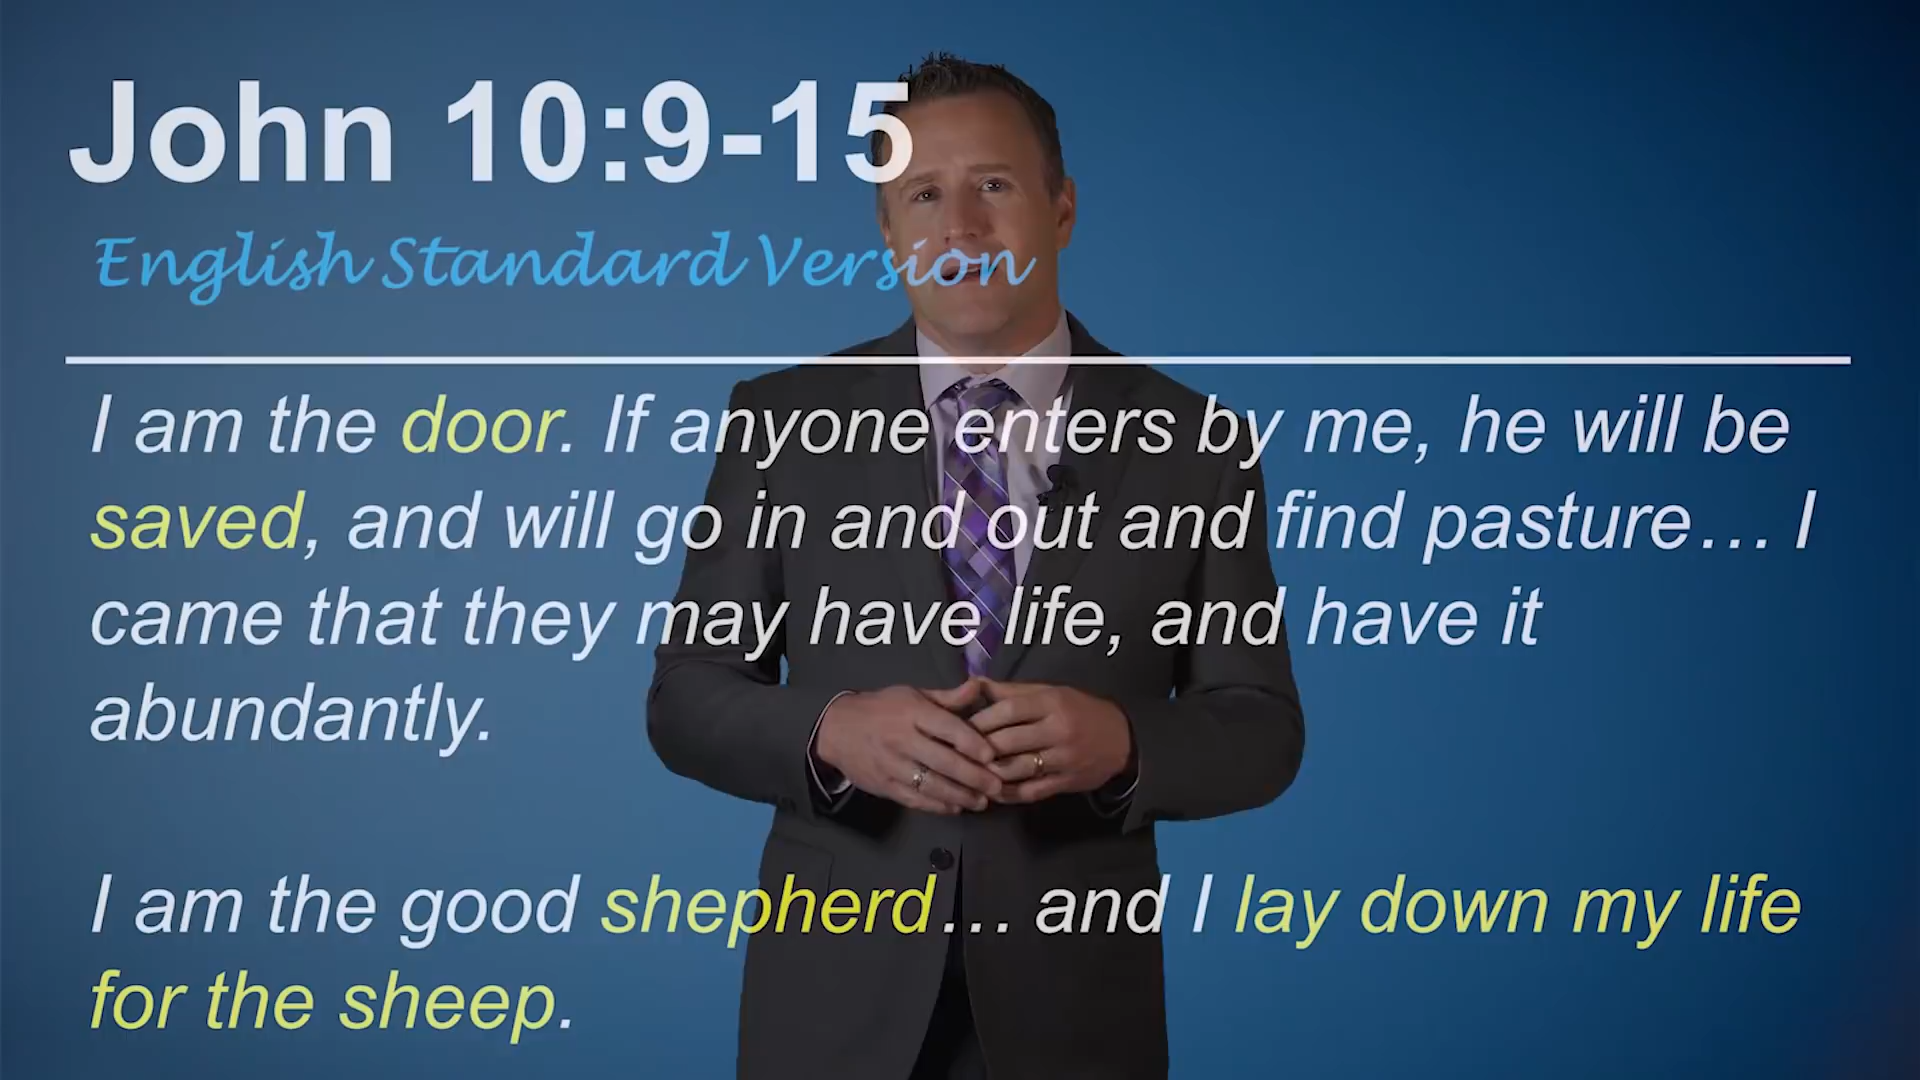 John 10:9-15
English Standard Version
I am the door. If anyone enters by me, he will be
saved, and will go in and out and find pasture… I
came that they may have life, and have it
abundantly.
I am the good shepherd… and I lay down my life
for the sheep.